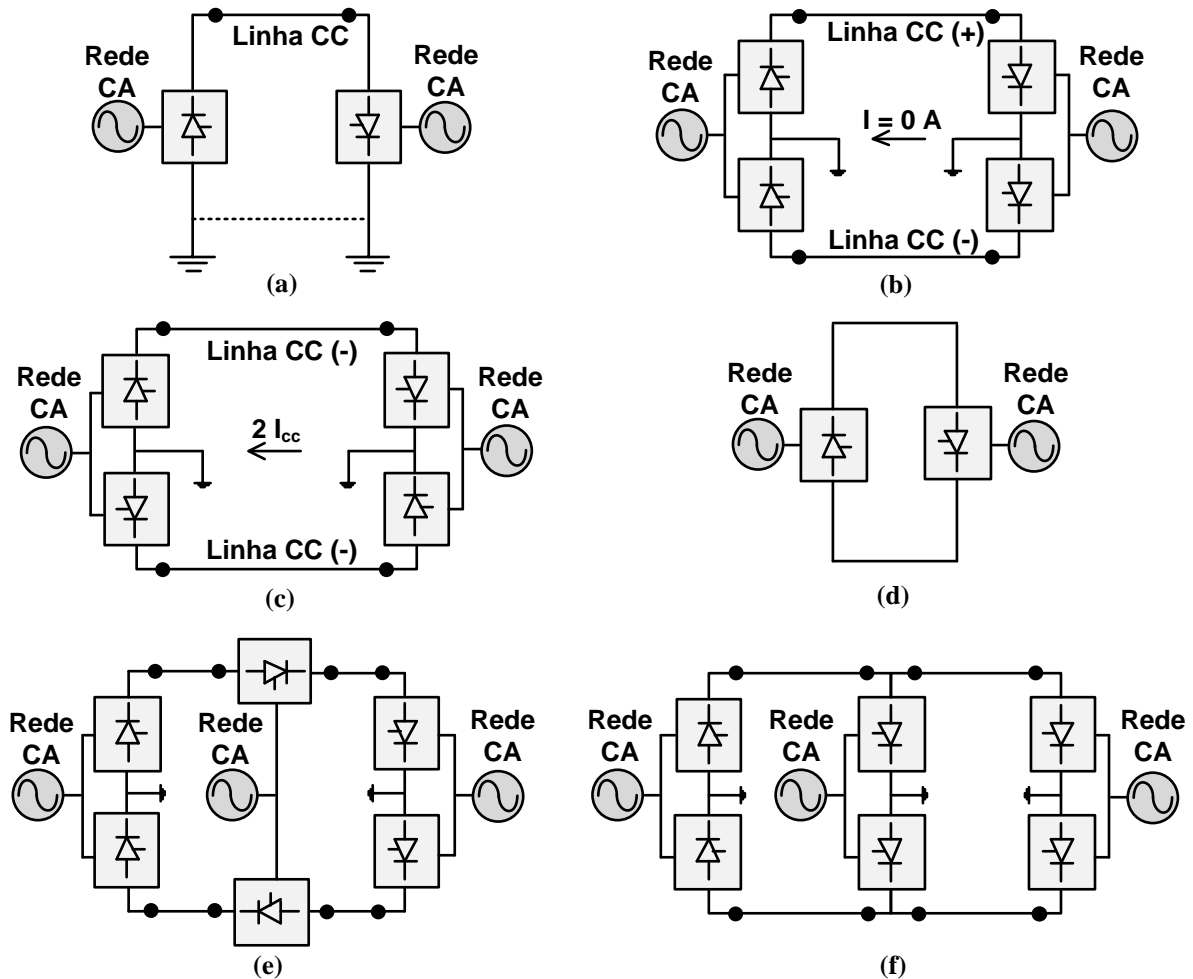 Linha CC
Rede
CA
Rede
CA
(a)
Linha CC (+)
Rede
CA
Rede
CA
I = 0 A
Linha CC (-)
(b)
Linha CC (-)
Rede
CA
Rede
CA
2 Icc
Linha CC (-)
(c)
Rede
CA
Rede
CA
(d)
Rede
CA
Rede
CA
Rede
CA
(e)
Rede
CA
Rede
CA
Rede
CA
(f)